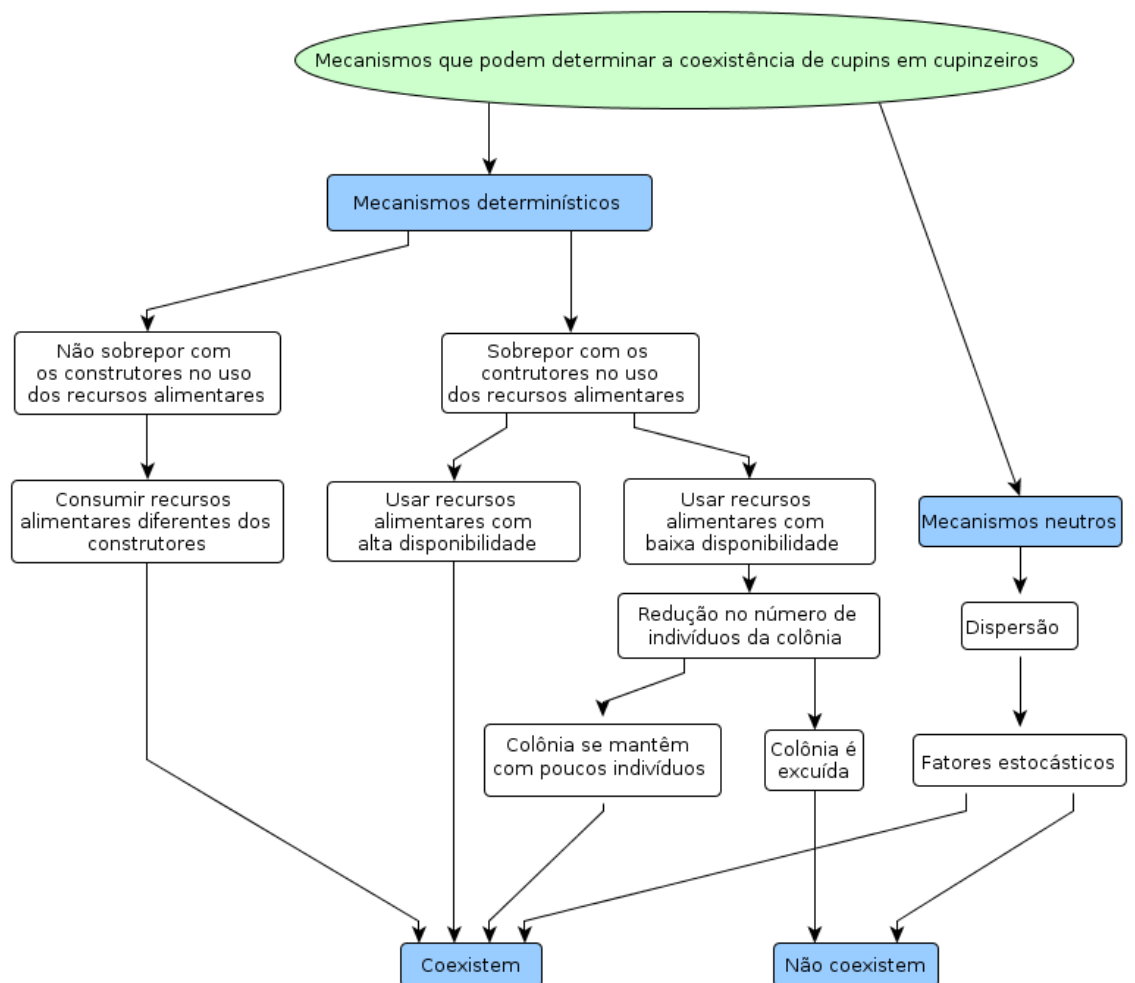 Mecanismos que podem determinar a coexistência de cupins em cupinzeiros
Mecanismos determinísticos
Não sobrepor com
os construtores no uso
dos recursos alimentares
Sobrepor com os
contrutores no uso
dos recursos alimentares
Consumir recursos
alimentares diferentes dos
construtores
Usar recursos
alimentares com
alta disponibilidade
Usar recursos
alimentares com
baixa disponibilidade
Mecanismos neutros
Redução no número de
indivíduos da colônia
Dispersão
Colônia se mantêm
com poucos indivíduos
Colônia é
excuída
Fatores estocásticos
Coexistem
Não coexistem